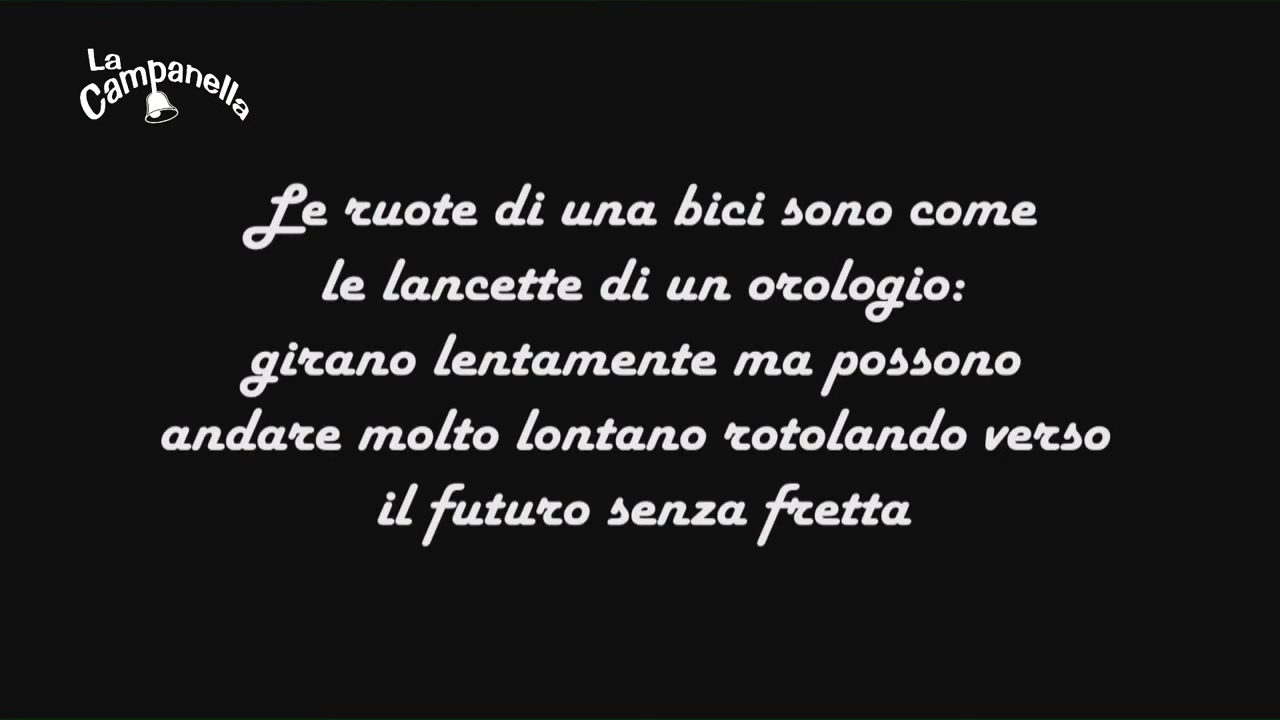 La
Campanella
Le ruote di una bici sono come
le lancette di un orologio:
girano lentamente ma possono
andare molto lontano rotolando verso
il futuro senza fretta